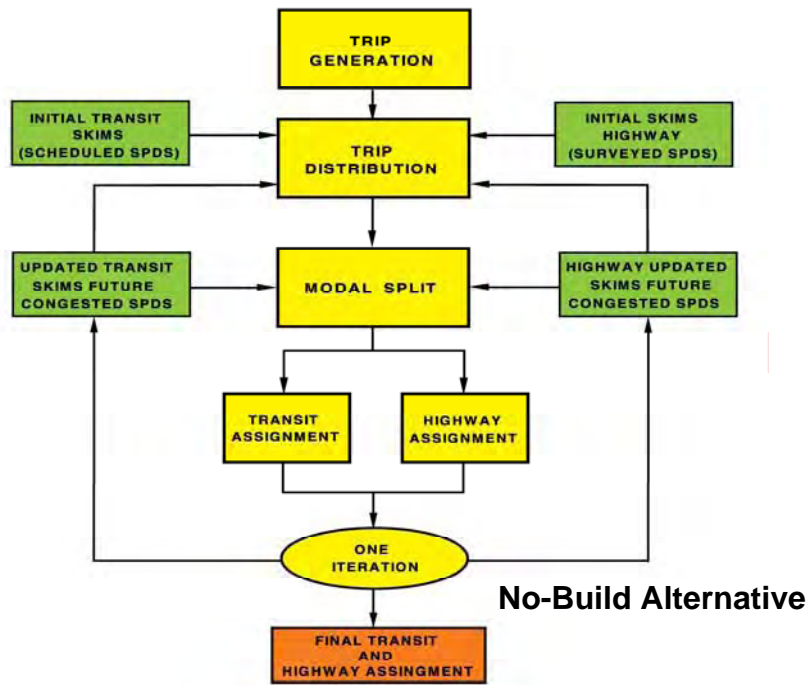 TRIP
GENERATION
INITIAL TRANSIT
SKIMS
(SCHEDULED SPDS)
INITIAL SKIMS
HIGHWAY
(SURVEYED SPDS)
TRIP
DISTRIBUTION
UPDATED TRANSIT
SKIMS FUTURE
CONGESTED SPDS
MODAL SPLIT
HIGHWAY UPDATED
SKIMS FUTURE
CONGESTED SPDS
TRANSIT
ASSIGNMENT
HIGHWAY
ASSIGNMENT
ONE
ITERATION
No-Build Alternative
FINAL TRANSIT
AND
HIGHWAY ASSINGMENT